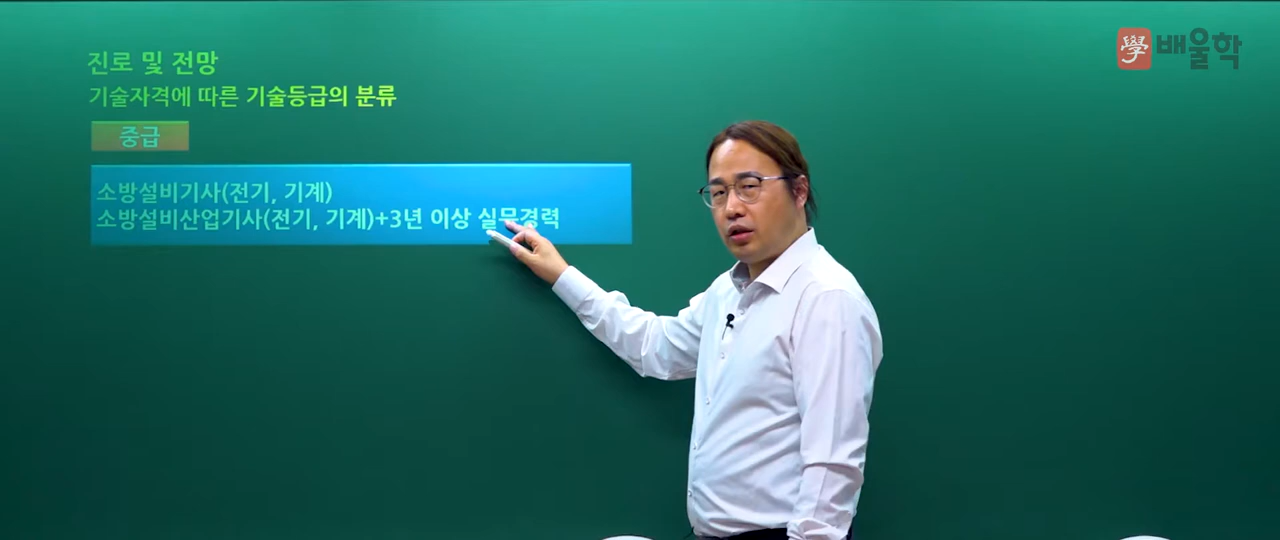 진로 및 전망
學 배울학
기술자격에 따른 기술등급의 분류
중급
소방설비기사(전기, 기계)
소방설비산업기사(전기, 기계)+3년 이상 실무경력